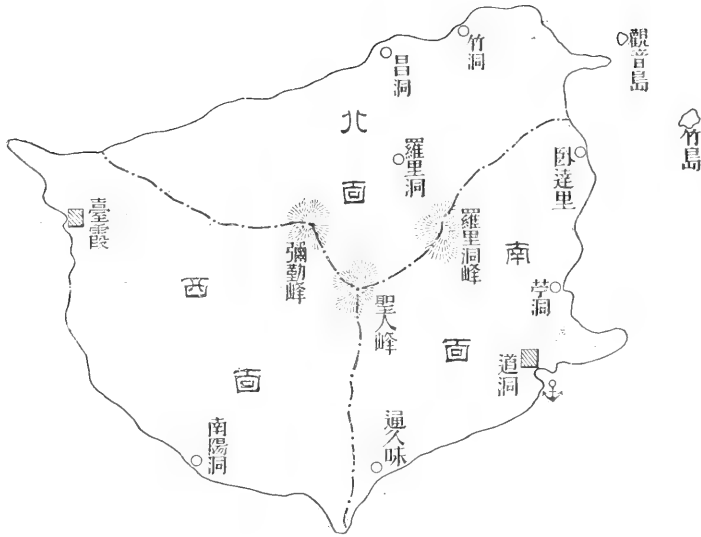 觀音島
竹島
竹洞
昌洞
北面
羅里洞
臥達里
臺霞
彌勒峰
羅里洞峰
聖人峰
南面
苧洞
西面
道洞
南陽洞
通久味